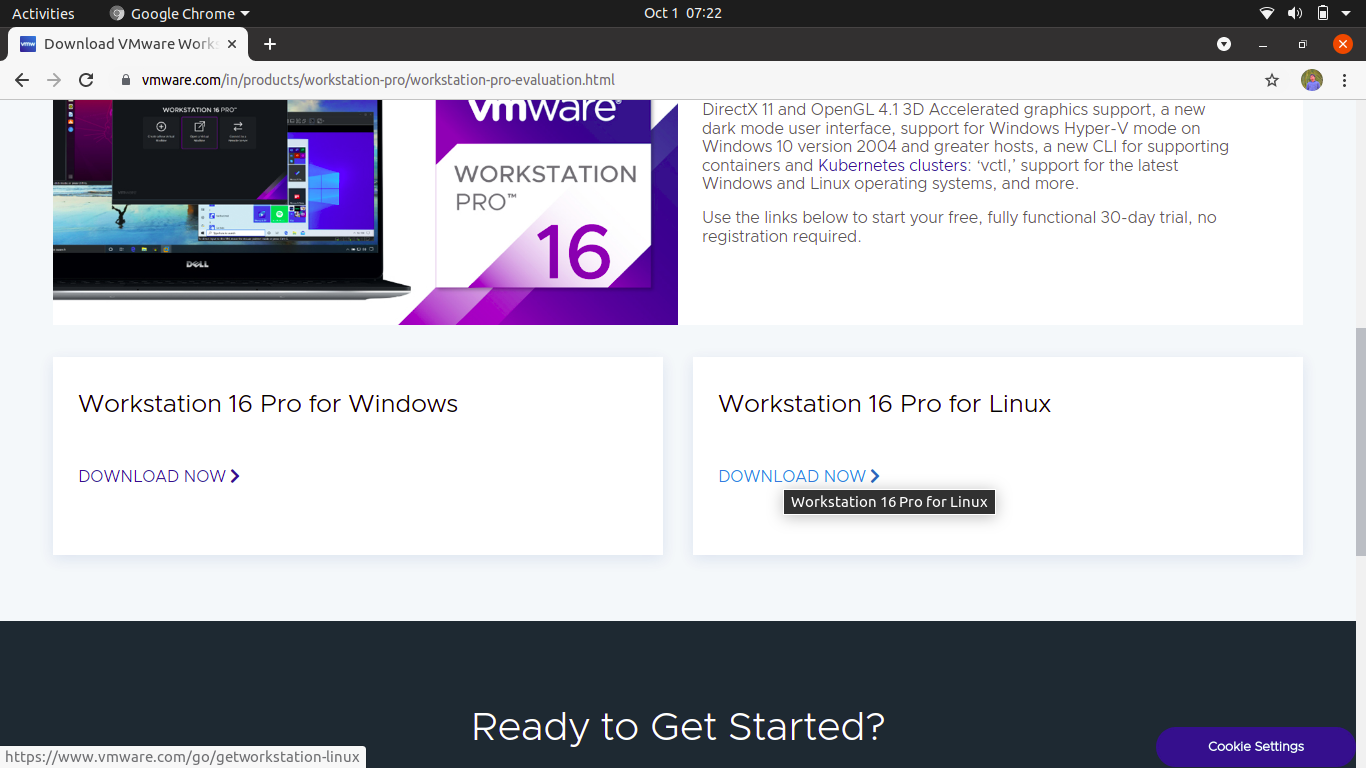 Activities
Google Chrome
Oct 1 07:22
vmw
Download VMware Works
vmware.com/in/products/workstation-pro/workstation-pro-evaluation.html
WORKSTATION 16 PRO™
DELL
vmware®
WORKSTATION
PRO™
16
DirectX 11 and OpenGL 4.1 3D Accelerated graphics support, a new
dark mode user interface, support for Windows Hyper-V mode on
Windows 10 version 2004 and greater hosts, a new CLI for supporting
containers and Kubernetes clusters: ‘vctl,’ support for the latest
Windows and Linux operating systems, and more.
Use the links below to start your free, fully functional 30-day trial, no
registration required.
Workstation 16 Pro for Windows
DOWNLOAD NOW
Workstation 16 Pro for Linux
DOWNLOAD NOW
Workstation 16 Pro for Linux
Ready to Get Started?
Cookie Settings
https://www.vmware.com/go/getworkstation-linux